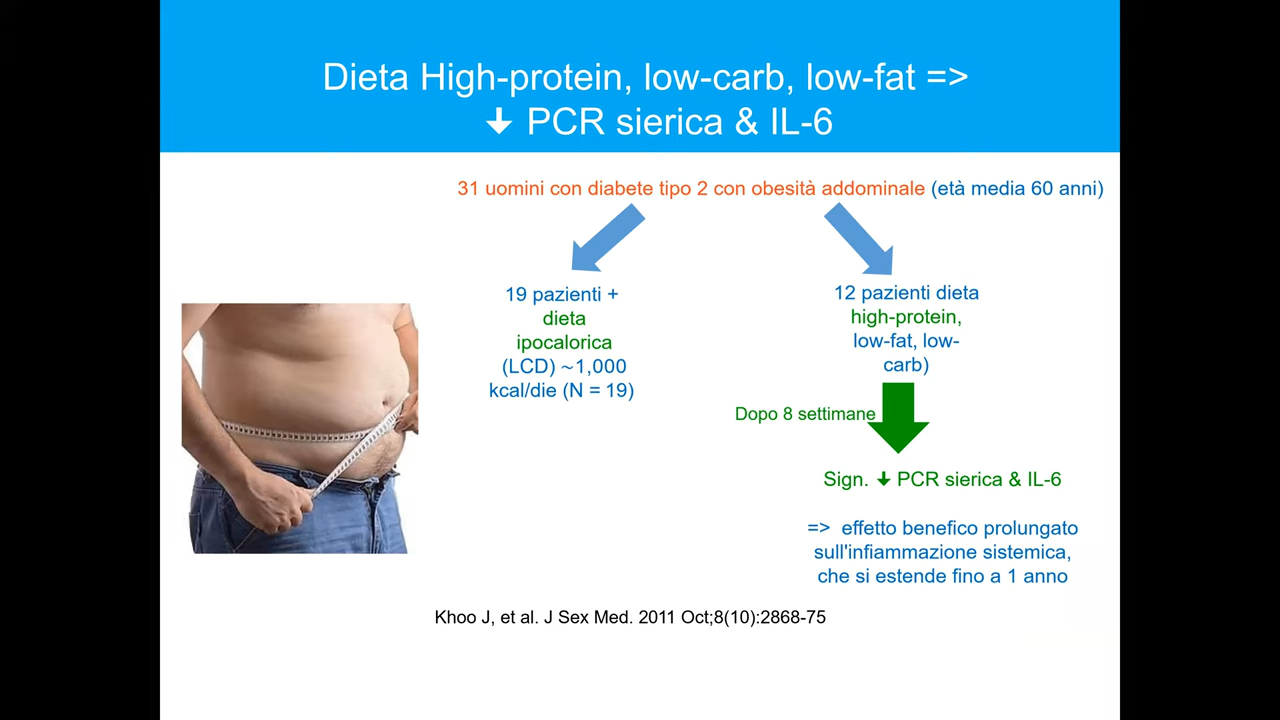 Dieta High-protein, low-carb, low-fat =>
🡇 PCR sierica & IL-6
31 uomini con diabete tipo 2 con obesità addominale (età media 60 anni)
19 pazienti +
dieta
ipocalorica
(LCD) ~1,000
kcal/die (N = 19)
12 pazienti dieta
high-protein,
low-fat, low-
carb)
Dopo 8 settimane
Sign. 🡇 PCR sierica & IL-6
=> effetto benefico prolungato
sull'infiammazione sistemica,
che si estende fino a 1 anno
Khoo J, et al. J Sex Med. 2011 Oct;8(10):2868-75